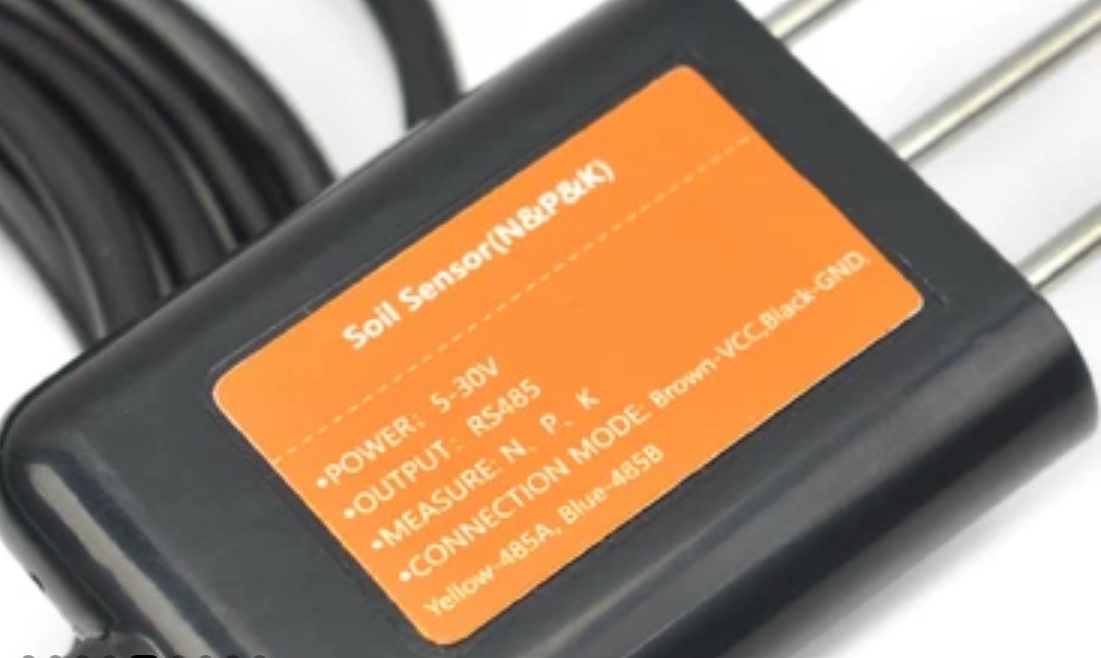 Soil Sensor(N&P&K)
•POWER: 5-30V
•OUTPUT: RS485
•MEASURE: N、P、K
•CONNECTION MODE: Brown-VCC,Black-GND,
Yellow-485A, Blue-485B